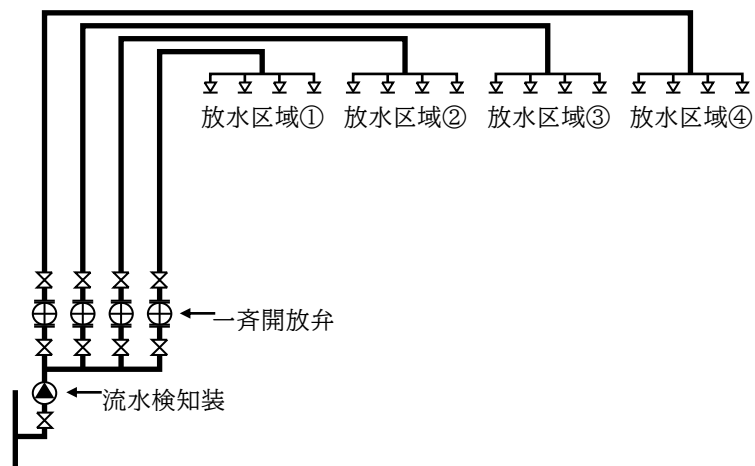 放水区域①
放水区域②
放水区域③
放水区域④
一斉開放弁
流水検知装